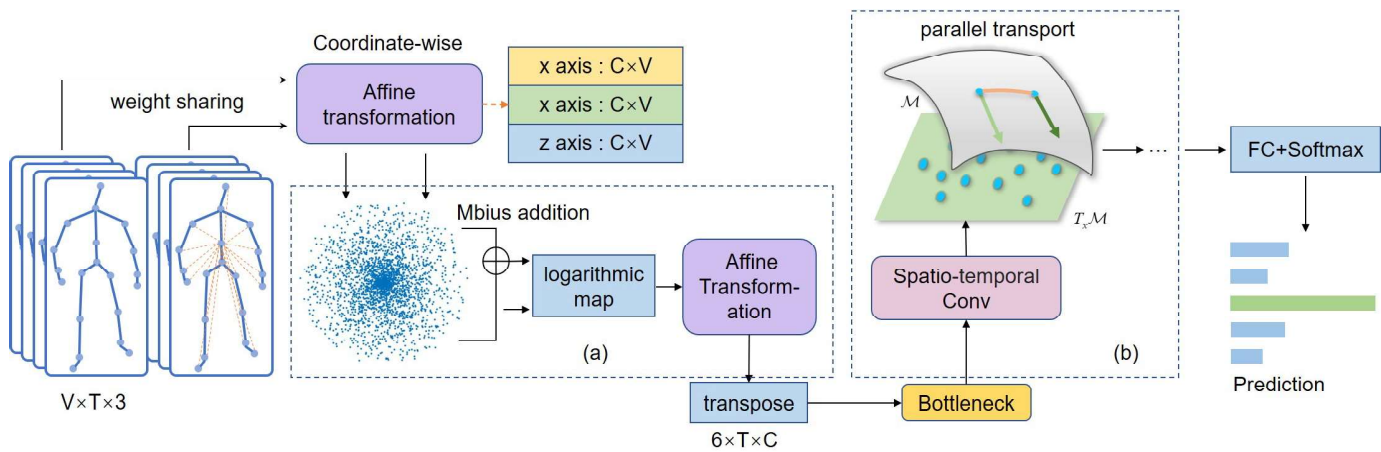 Coordinate-wise
weight sharing
Affine
transformation
x axis : C×V
x axis : C×V
z axis : C×V
V×T×3
Mbius addition
logarithmic
map
Affine
Transform-
ation
(a)
transpose
6×T×C
Bottleneck
parallel transport
ℳ
TₓM
Spatio-temporal
Conv
(b)
...
FC+Softmax
Prediction